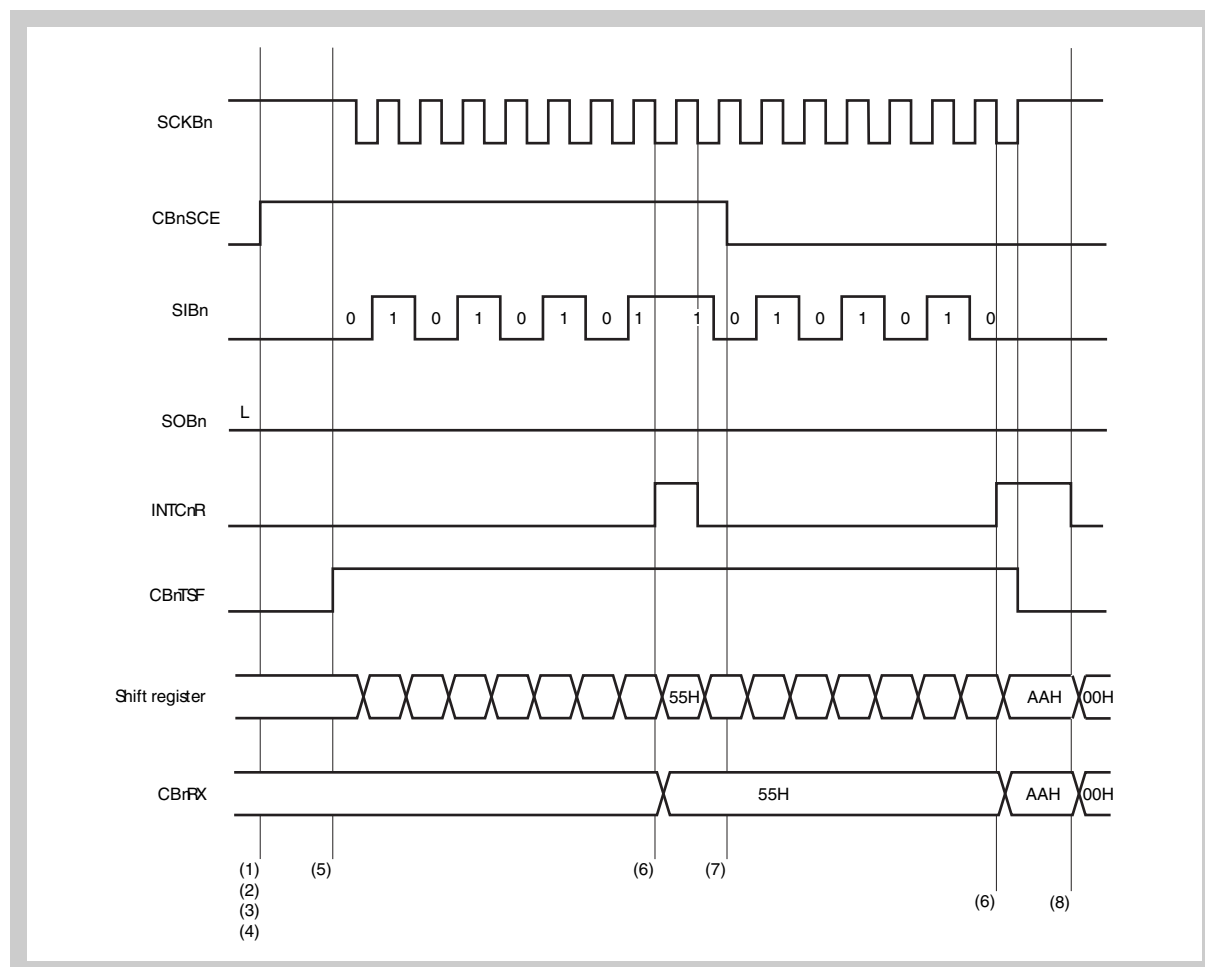 SCKBn
CBnSCE
SIBn
0 1 0 1 0 1 0 1 1 0 1 0 1 0 1 0
SOBn
L
INTCnR
CBnTSF
Shift register
55H
AAH
00H
CBnRX
55H
AAH
00H
(1)
(2)
(3)
(4)
(5)
(6)
(7)
(6)
(8)